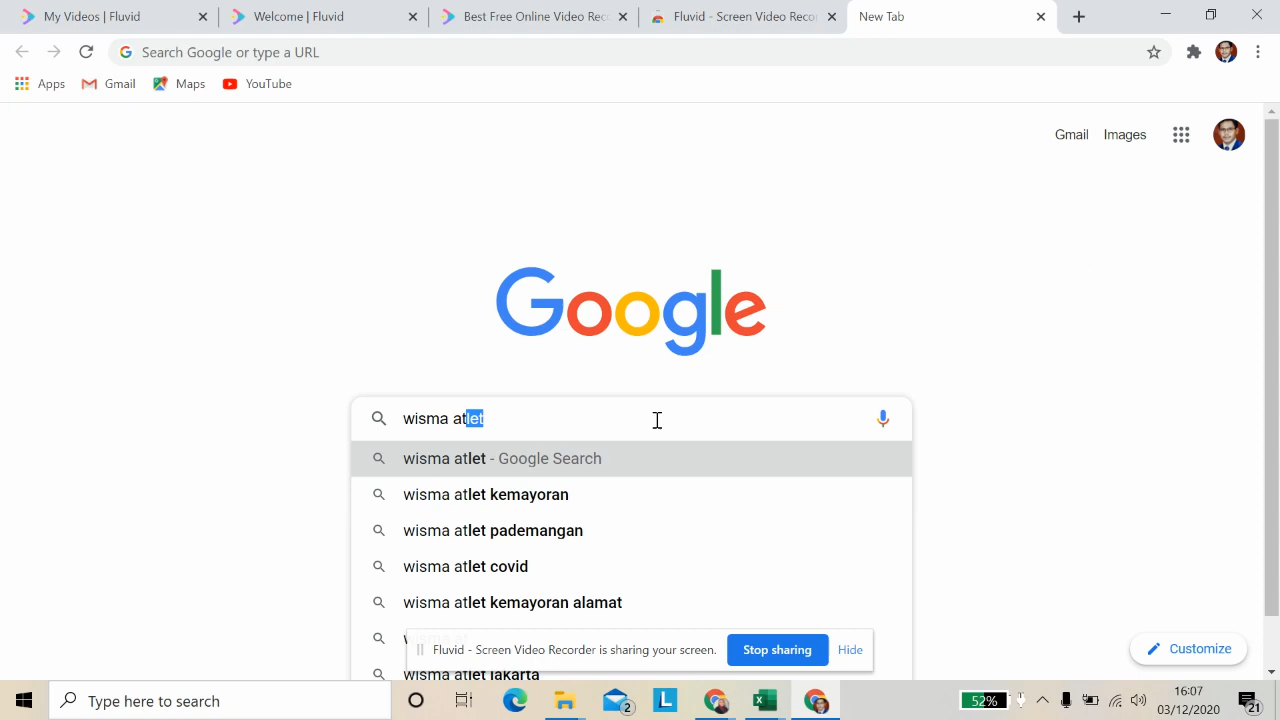 My Videos | Fluvid
Welcome | Fluvid
Best Free Online Video Rec
Fluvid - Screen Video Recor
New Tab
Search Google or type a URL
Apps
Gmail
Maps
YouTube
Gmail
Images
Google
wisma atlet
wisma atlet - Google Search
wisma atlet kemayoran
wisma atlet pademangan
wisma atlet covid
wisma atlet kemayoran alamat
Fluvid - Screen Video Recorder is sharing your screen.
Stop sharing
Hide
Customize
wisma atlet jakarta
Type here to search
2
L
52%
16:07
03/12/2020
21